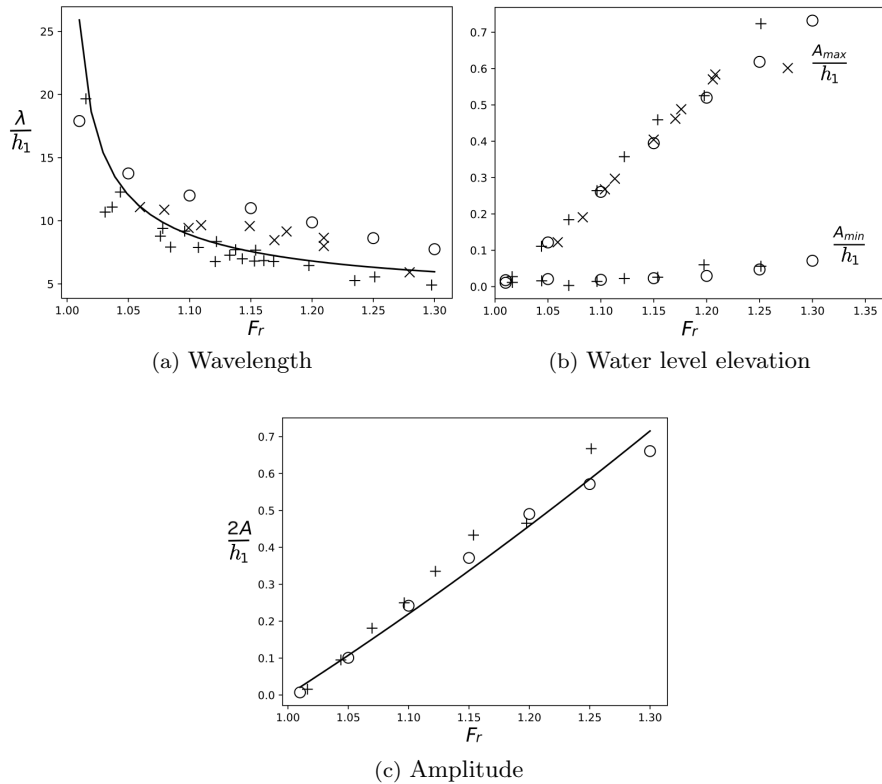 25
20
15
10
5
λ/h₁
1.00 1.05 1.10 1.15 1.20 1.25 1.30
Fr
(a) Wavelength
0.7
0.6
0.5
0.4
0.3
0.2
0.1
0.0
Amax/h₁
Amin/h₁
1.00 1.05 1.10 1.15 1.20 1.25 1.30 1.35
Fr
(b) Water level elevation
0.7
0.6
0.5
0.4
0.3
0.2
0.1
0.0
2A/h₁
1.00 1.05 1.10 1.15 1.20 1.25 1.30
Fr
(c) Amplitude